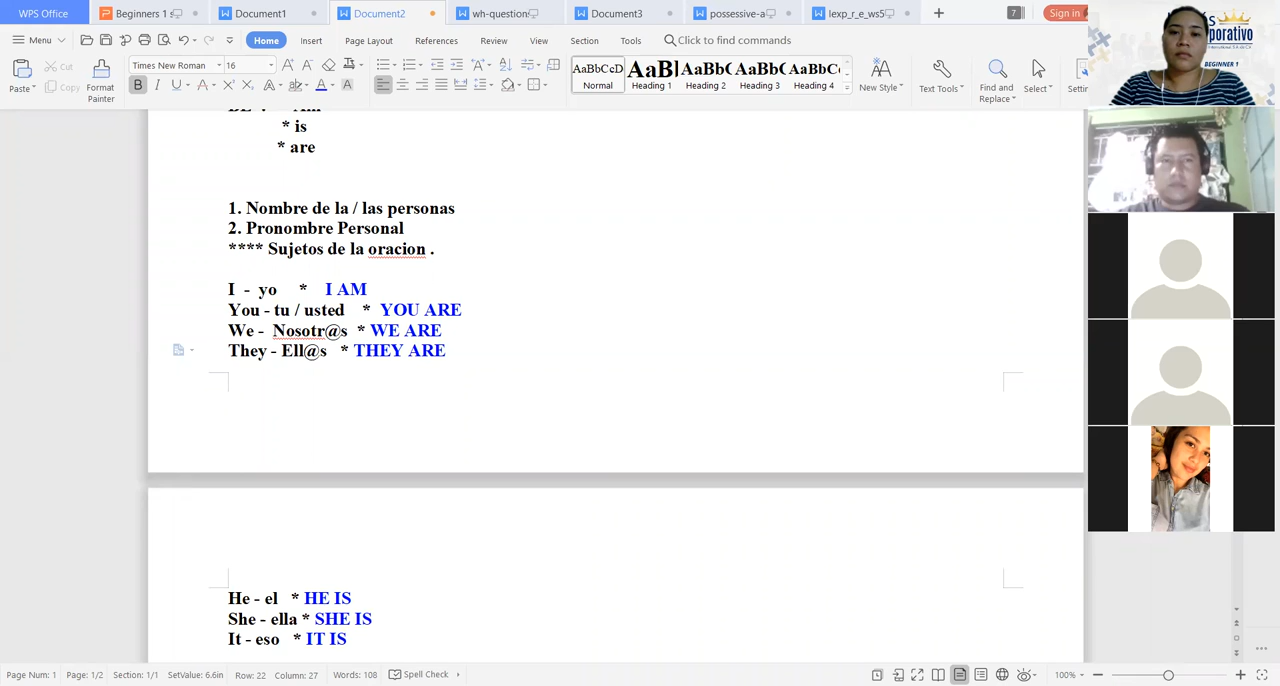 WPS Office
Beginners 1
Document1
Document2
wh-question
Document3
possessive-a
lexp_r_e_ws5
7
Sign in
Menu
Home
Insert
Page Layout
References
Review
View
Section
Tools
Click to find commands
Paste
Cut
Copy
Format Painter
Times New Roman
16
AaBbCcD
Normal
Heading 1
Heading 2
Heading 3
Heading 4
New Style
Text Tools
Find and Replace
Select
* is
* are
1. Nombre de la / las personas
2. Pronombre Personal
**** Sujetos de la oracion .
I - yo * I AM
You - tu / usted * YOU ARE
We - Nosotr@s * WE ARE
They - Ell@s * THEY ARE
He - el * HE IS
She - ella * SHE IS
It - eso * IT IS
BEGINNER 1
Page Num: 1 Page: 1/2 Section: 1/1 SetValue: 6.6in Row: 22 Column: 27 Words: 108 Spell Check
100%